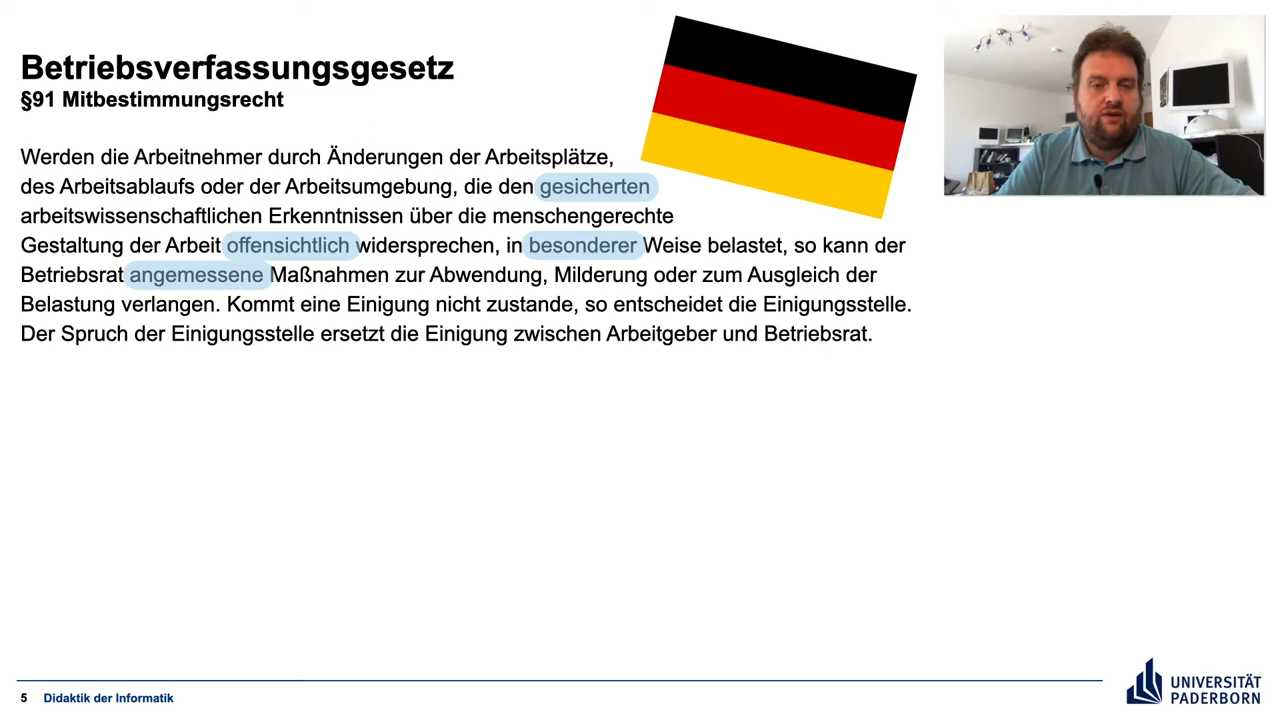 Betriebsverfassungsgesetz
§91 Mitbestimmungsrecht
Werden die Arbeitnehmer durch Änderungen der Arbeitsplätze,
des Arbeitsablaufs oder der Arbeitsumgebung, die den gesicherten
arbeitswissenschaftlichen Erkenntnissen über die menschengerechte
Gestaltung der Arbeit offensichtlich widersprechen, in besonderer Weise belastet, so kann der
Betriebsrat angemessene Maßnahmen zur Abwendung, Milderung oder zum Ausgleich der
Belastung verlangen. Kommt eine Einigung nicht zustande, so entscheidet die Einigungsstelle.
Der Spruch der Einigungsstelle ersetzt die Einigung zwischen Arbeitgeber und Betriebsrat.
5 Didaktik der Informatik
UNIVERSITÄT
PADERBORN